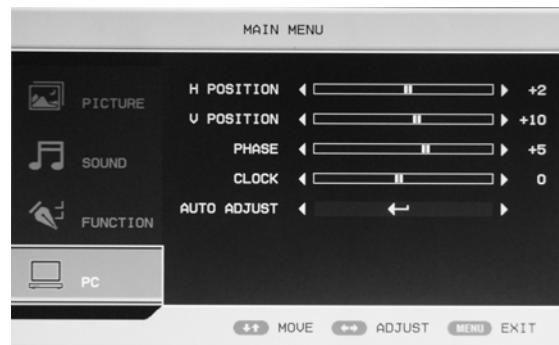 MAIN MENU
PICTURE
SOUND
FUNCTION
PC
H POSITION +2
V POSITION +10
PHASE +5
CLOCK 0
AUTO ADJUST
MOVE ADJUST MENU EXIT